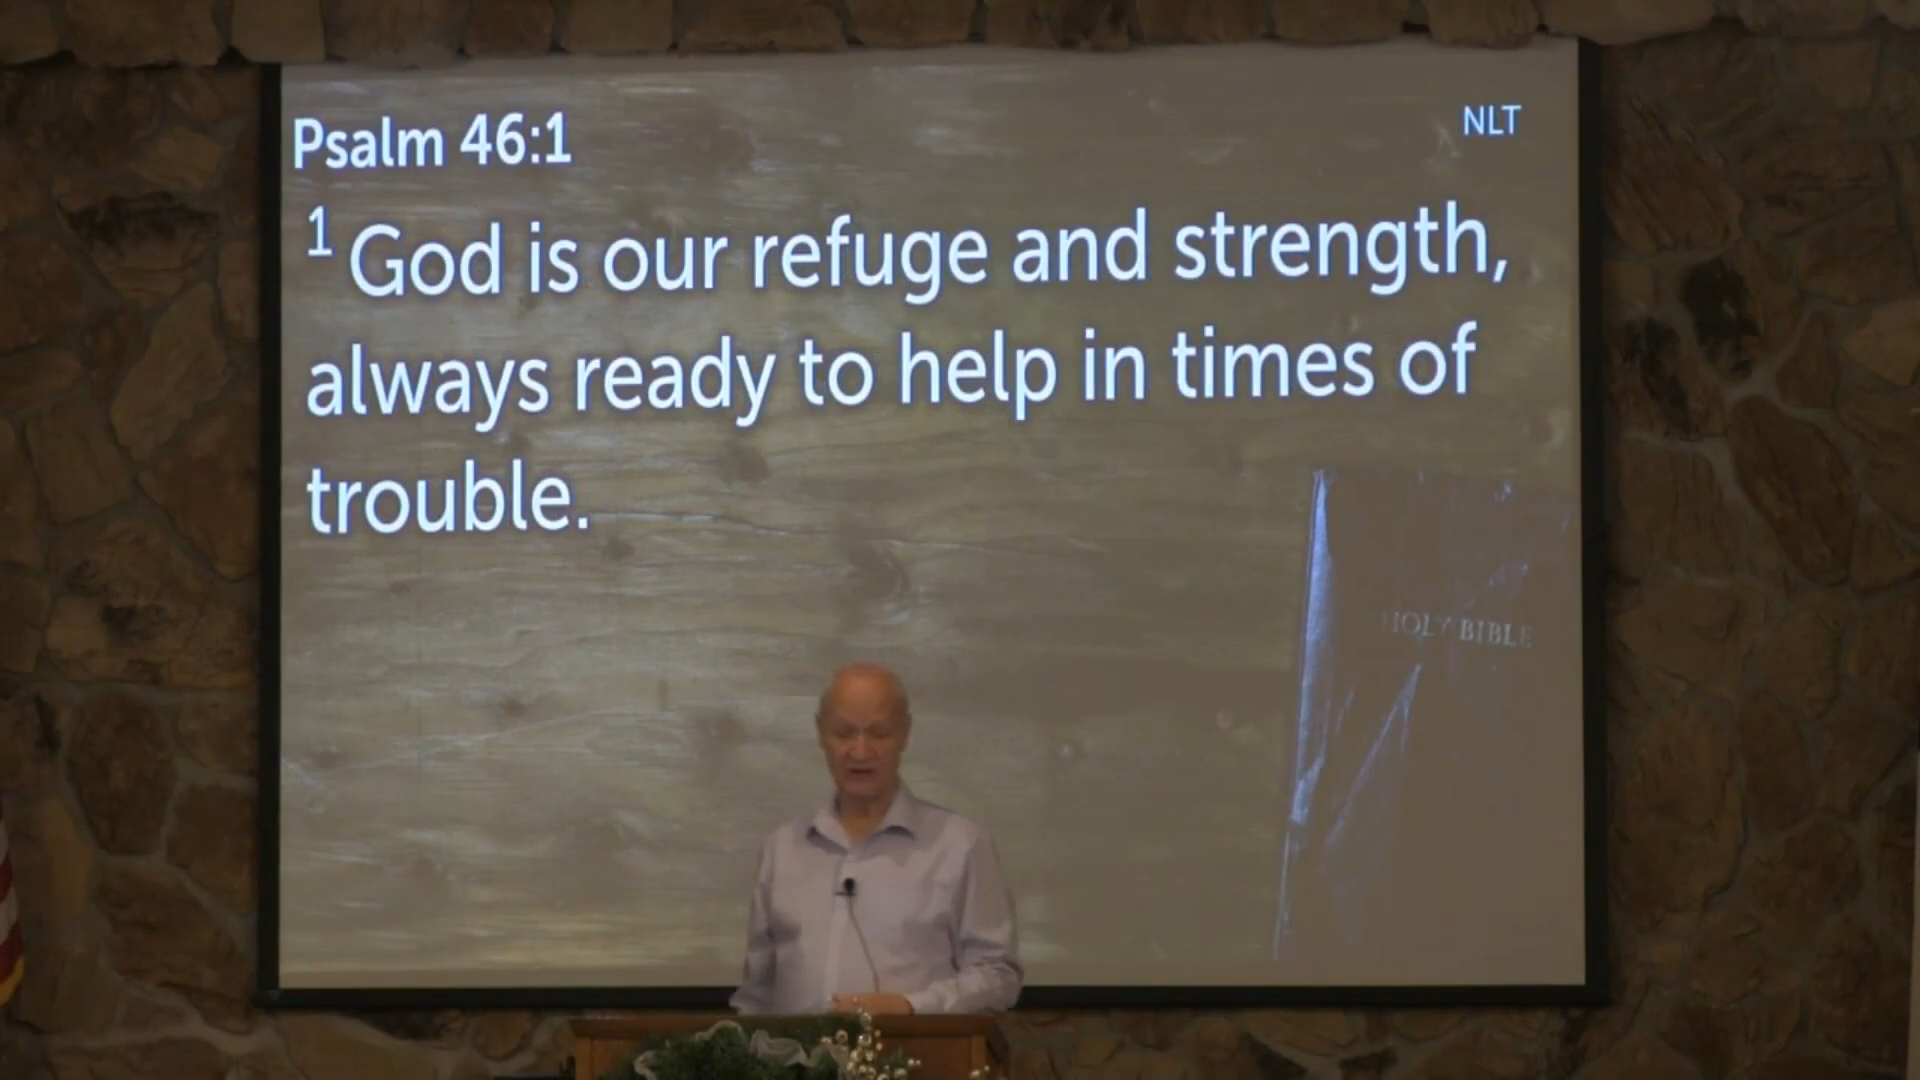 Psalm 46:1
NLT
1 God is our refuge and strength,
always ready to help in times of
trouble.
HOLY BIBLE